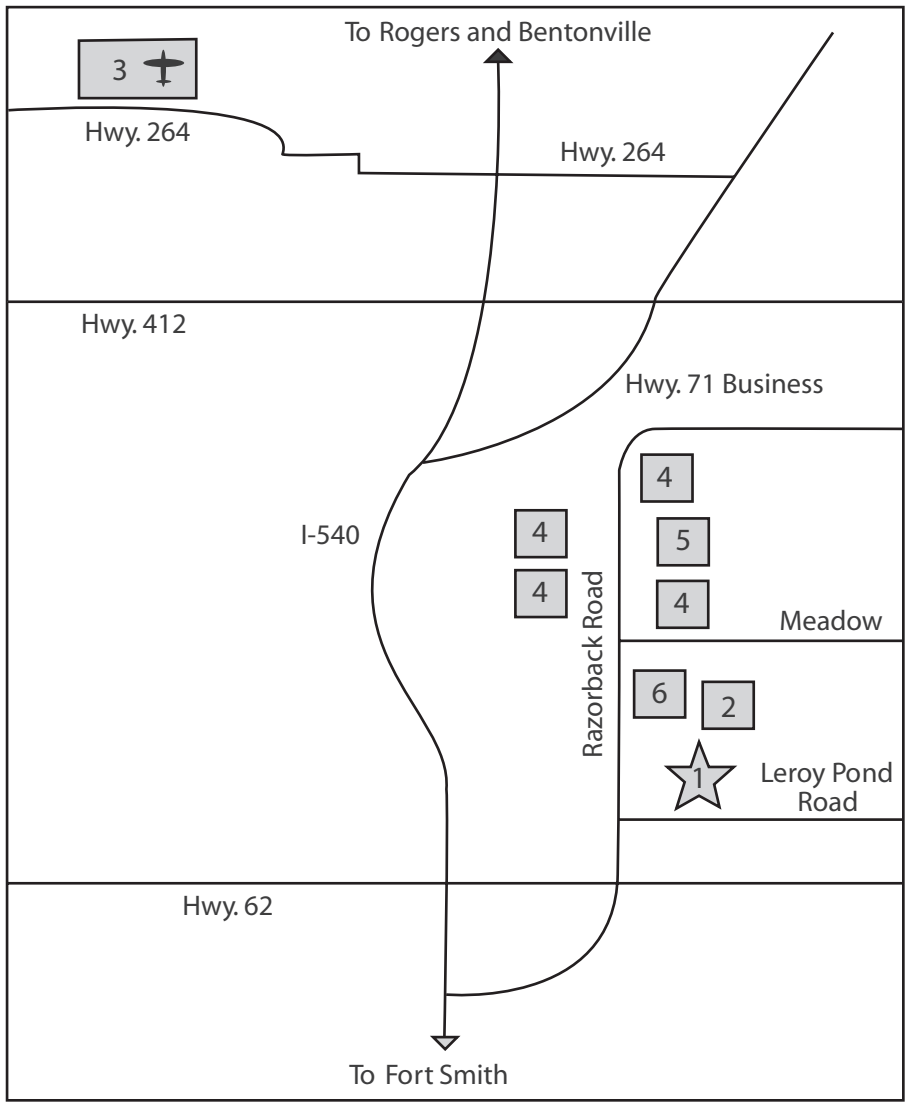 To Rogers and Bentonville
3
Hwy. 264
Hwy. 264
Hwy. 412
Hwy. 71 Business
4
I-540
4
5
4
4
Razorback Road
Meadow
6
2
1
Leroy Pond
Road
Hwy. 62
To Fort Smith